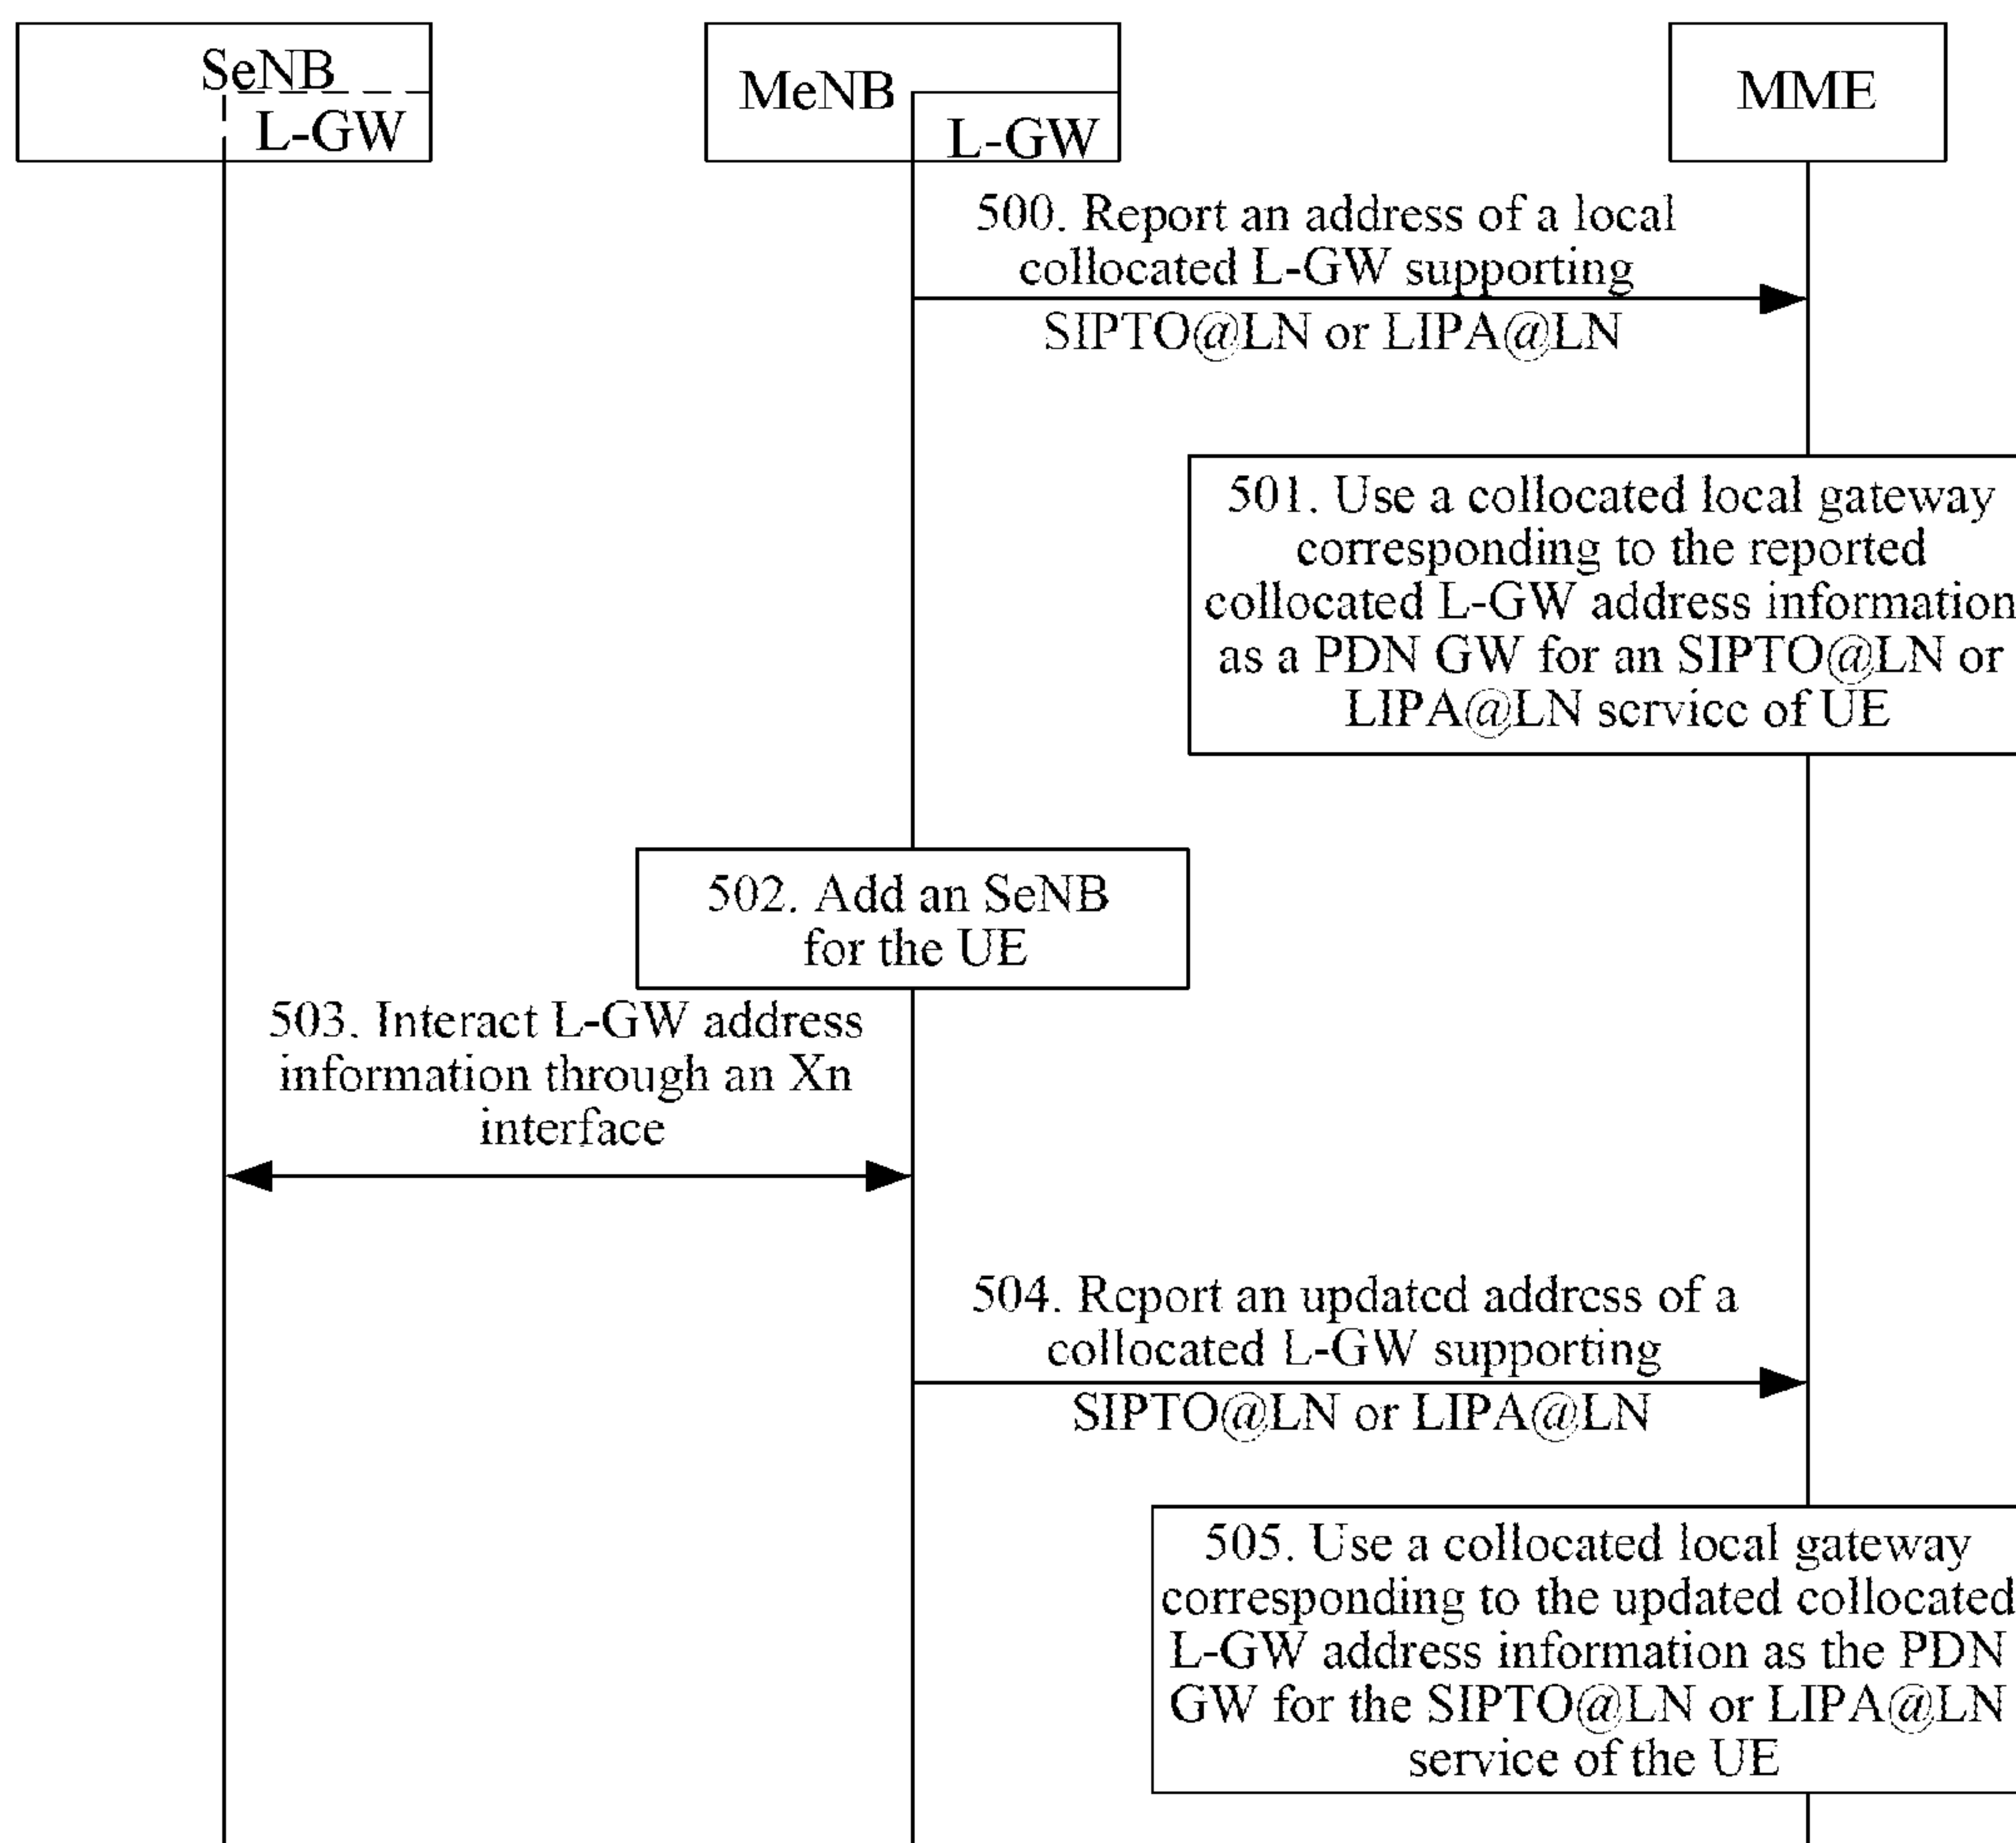 SeNB
L-GW
MeNB
L-GW
MME
500. Report an address of a local
collocated L-GW supporting
SIPTO@LN or LIPA@LN
501. Use a collocated local gateway
corresponding to the reported
collocated L-GW address information
as a PDN GW for an SIPTO@LN or
LIPA@LN service of UE
502. Add an SeNB
for the UE
503. Interact L-GW address
information through an Xn
interface
504. Report an updated address of a
collocated L-GW supporting
SIPTO@LN or LIPA@LN
505. Use a collocated local gateway
corresponding to the updated collocated
L-GW address information as the PDN
GW for the SIPTO@LN or LIPA@LN
service of the UE